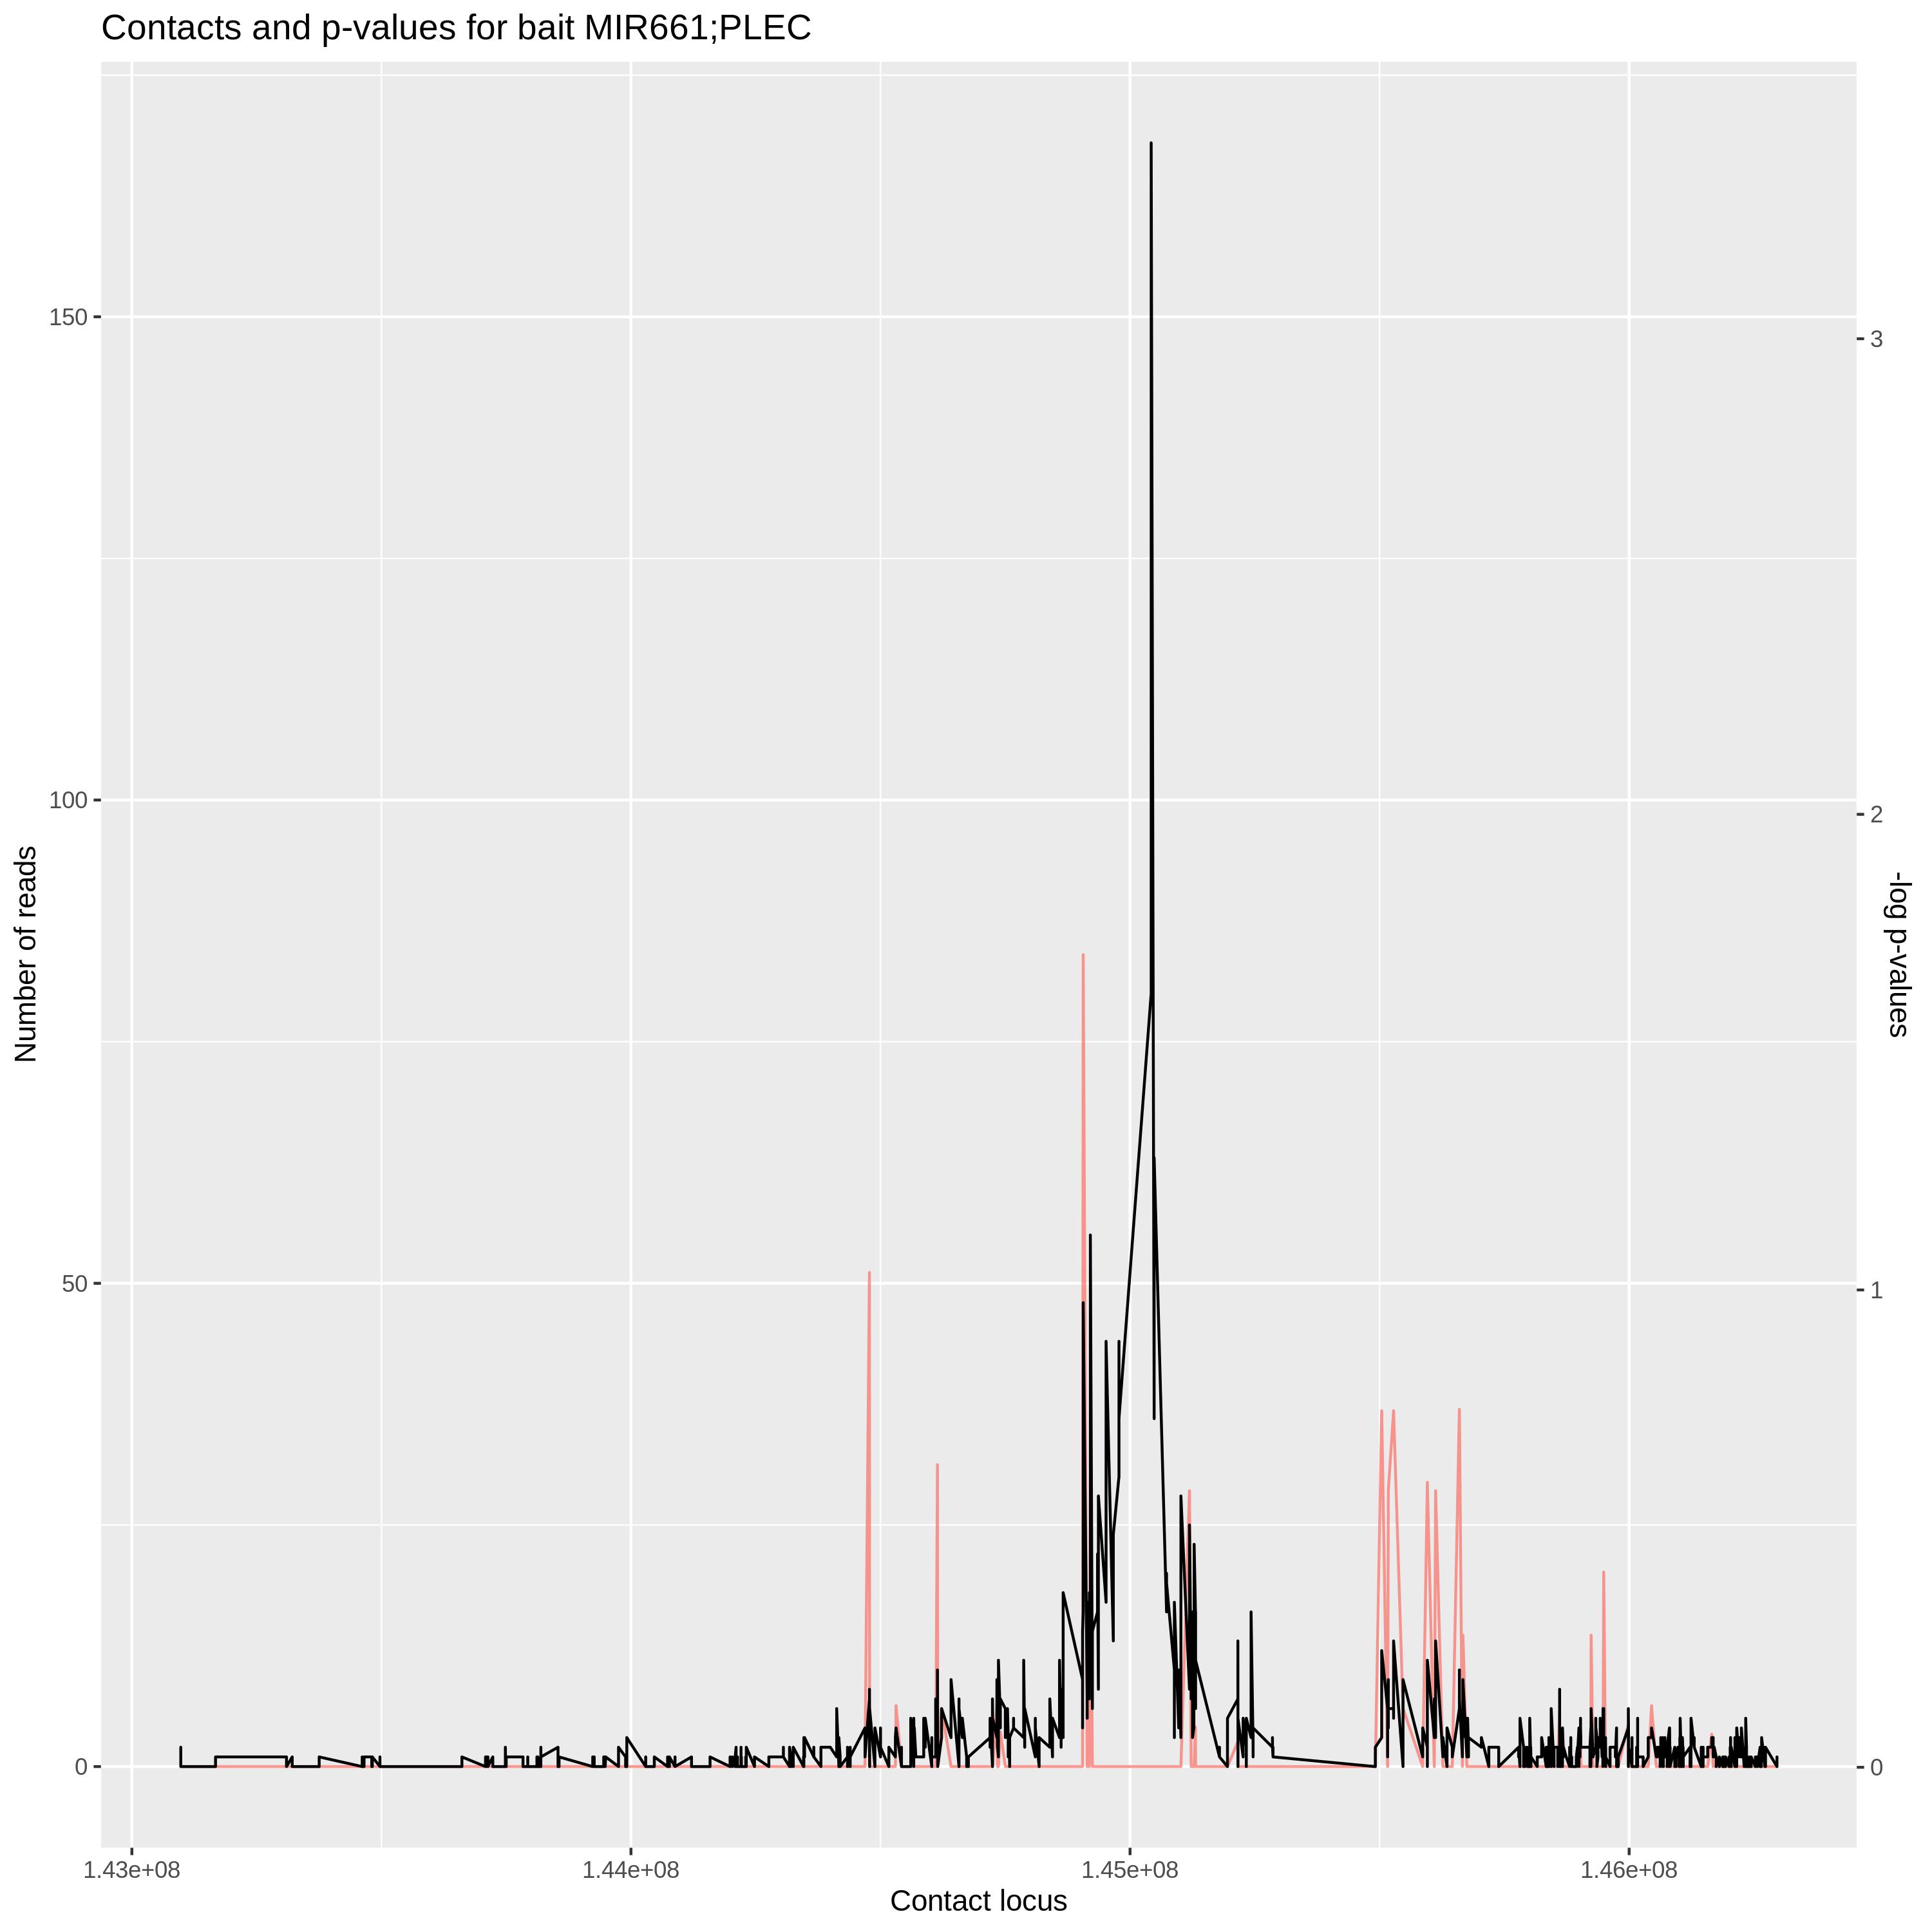 Contacts and p-values for bait MIR661;PLEC
150
100
50
0
Number of reads
3
2
1
0
-log p-values
1.43e+08
1.44e+08
1.45e+08
1.46e+08
Contact locus